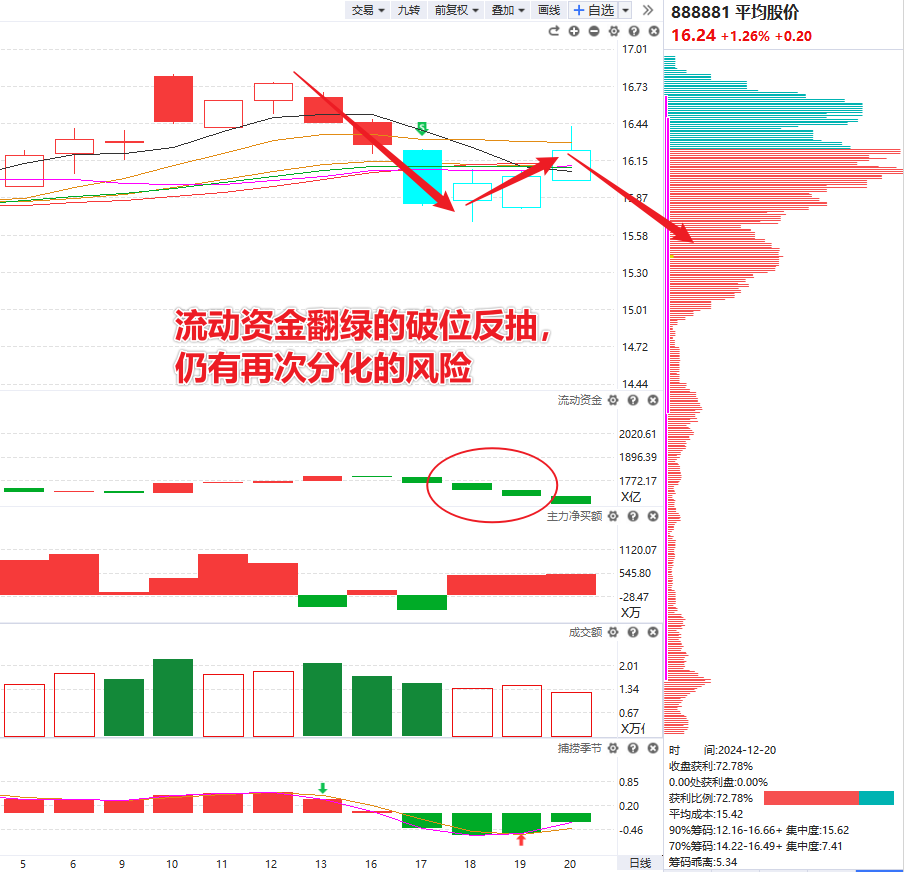 交易 九转 前复权 叠加 画线 +自选
888881 平均股价
16.24 +1.26% +0.20
17.01
16.73
16.44
16.15
15.87
15.58
15.30
15.01
14.72
14.44
流动资金翻绿的破位反抽,
仍有再次分化的风险
流动资金
2020.61
1896.39
1772.17
X亿
主力净买额
1120.07
545.80
-28.47
X万
成交额
2.01
1.34
0.67
X万亿
捕捞季节
0.85
0.20
-0.46
5 6 9 10 11 12 13 16 17 18 19 20 日线
时 间:2024-12-20
收盘获利:72.78%
0.00处获利盘:0.00%
获利比例:72.78%
平均成本:15.42
90%筹码:12.16-16.66+ 集中度:15.62
70%筹码:14.22-16.49+ 集中度:7.41
筹码乖离:5.34